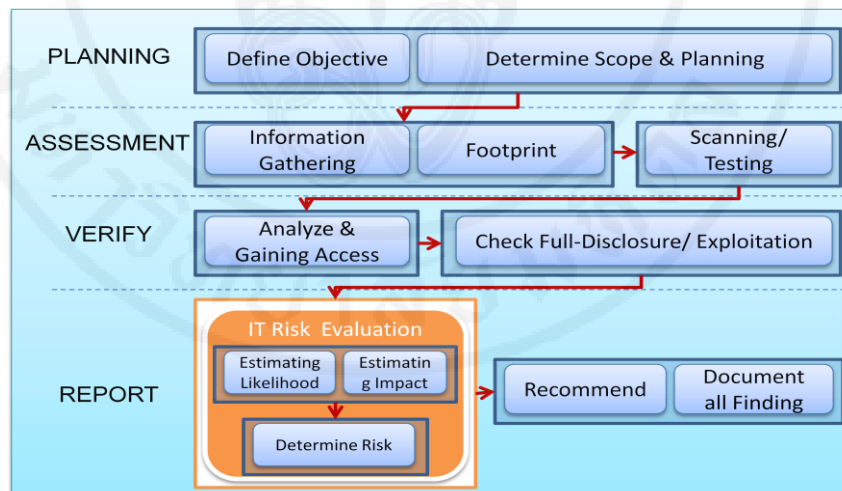 PLANNING
Define Objective
Determine Scope & Planning
ASSESSMENT
Information
Gathering
Footprint
Scanning/
Testing
VERIFY
Analyze &
Gaining Access
Check Full-Disclosure/ Exploitation
REPORT
IT Risk Evaluation
Estimating
Likelihood
Estimatin
g Impact
Determine Risk
Recommend
Document
all Finding